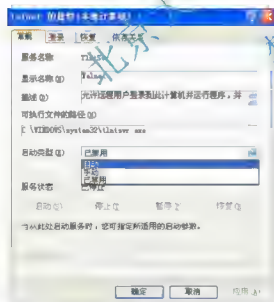 Telnet 的属性(本地计算机)
常规 登录 恢复 依存关系
服务名称: TlntSvr
显示名称(N): Telnet
描述(D): 允许远程用户登录到此计算机并运行程序，并
可执行文件的路径(H):
C:\WINDOWS\system32\tlntsvr.exe
启动类型(E): 已禁用
自动
手动
已禁用
服务状态: 已停止
启动(S) 停止(T) 暂停(P) 恢复(R)
当从此处启动服务时，您可指定所适用的启动参数。
确定 取消 应用(A)
北京